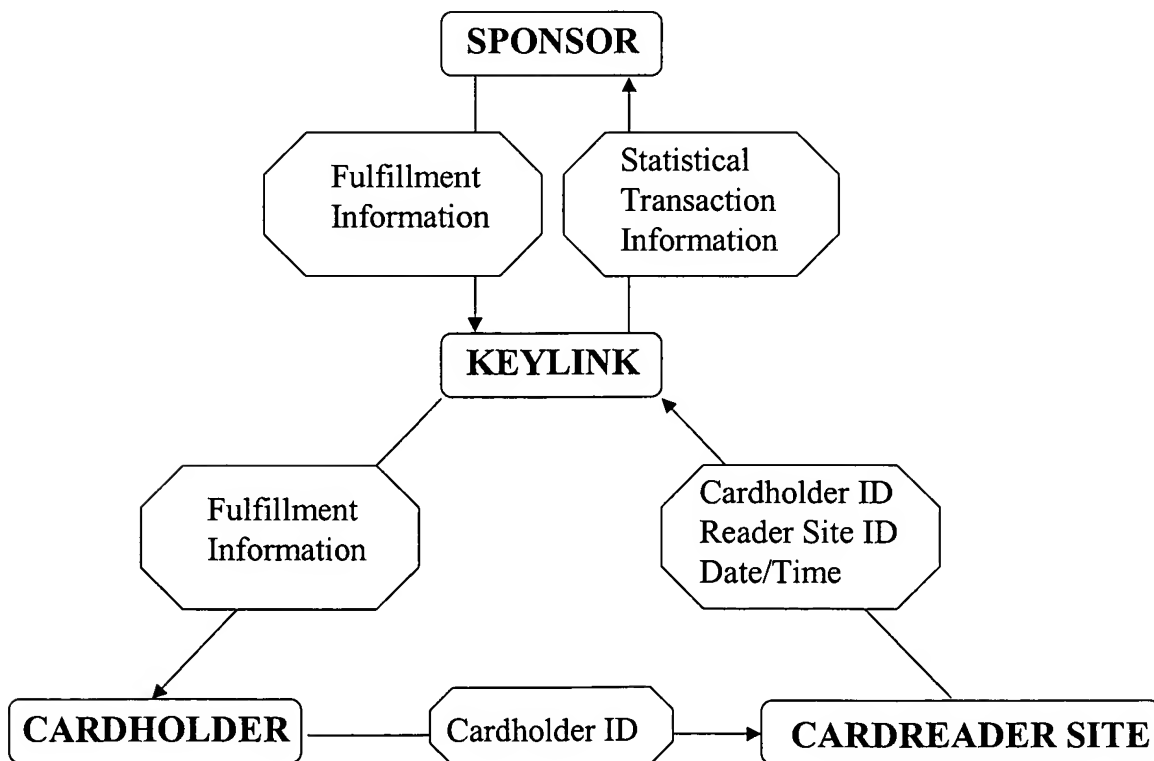 SPONSOR
Fulfillment
Information
Statistical
Transaction
Information
KEYLINK
Fulfillment
Information
Cardholder ID
Reader Site ID
Date/Time
CARDHOLDER
Cardholder ID
CARDREADER SITE